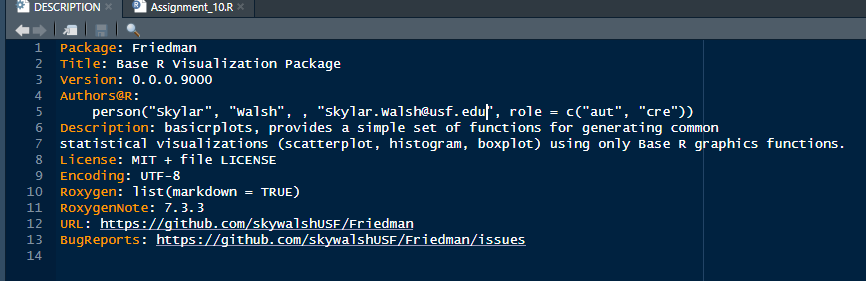 DESCRIPTION Assignment_10.R
1 Package: Friedman
2 Title: Base R Visualization Package
3 Version: 0.0.0.9000
4 Authors@R:
5 person("Skylar", "Walsh", , "Skylar.Walsh@usf.edu", role = c("aut", "cre"))
6 Description: basicrplots, provides a simple set of functions for generating common
7 statistical visualizations (scatterplot, histogram, boxplot) using only Base R graphics functions.
8 License: MIT + file LICENSE
9 Encoding: UTF-8
10 Roxygen: list(markdown = TRUE)
11 RoxygenNote: 7.3.3
12 URL: https://github.com/skywalshUSF/Friedman
13 BugReports: https://github.com/skywalshUSF/Friedman/issues
14